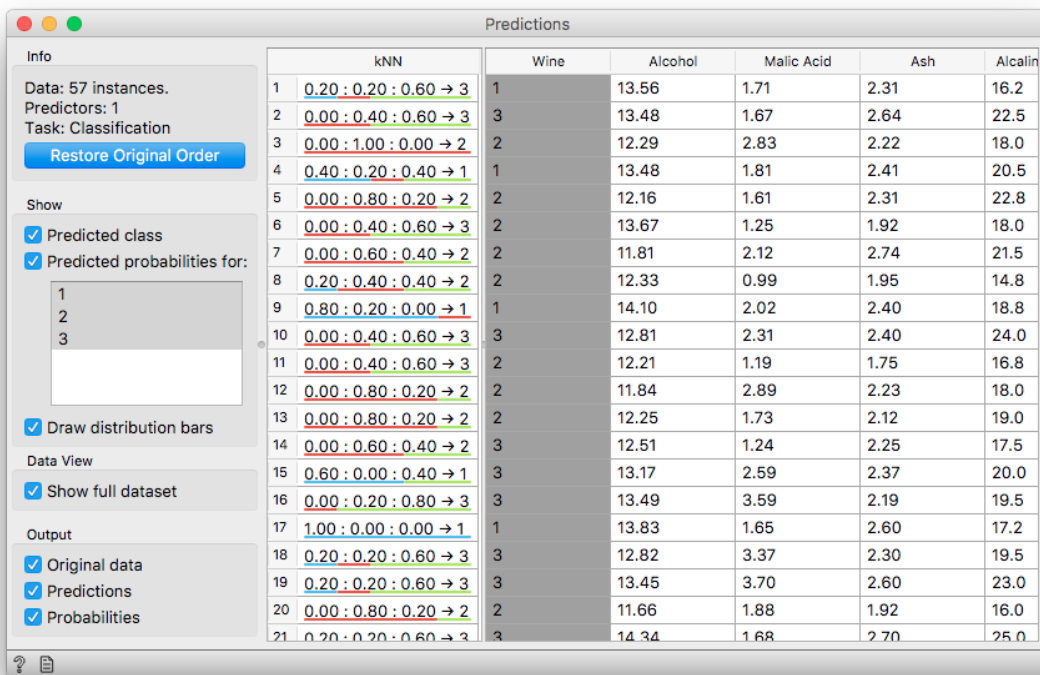 Predictions
Info
Data: 57 instances.
Predictors: 1
Task: Classification
Restore Original Order
Show
Predicted class
Predicted probabilities for:
1
2
3
Draw distribution bars
Data View
Show full dataset
Output
Original data
Predictions
Probabilities
kNN Wine Alcohol Malic Acid Ash Alcalin
1 0.20 : 0.20 : 0.60 → 3 1 13.56 1.71 2.31 16.2
2 0.00 : 0.40 : 0.60 → 3 3 13.48 1.67 2.64 22.5
3 0.00 : 1.00 : 0.00 → 2 2 12.29 2.83 2.22 18.0
4 0.40 : 0.20 : 0.40 → 1 1 13.48 1.81 2.41 20.5
5 0.00 : 0.80 : 0.20 → 2 2 12.16 1.61 2.31 22.8
6 0.00 : 0.40 : 0.60 → 3 2 13.67 1.25 1.92 18.0
7 0.00 : 0.60 : 0.40 → 2 2 11.81 2.12 2.74 21.5
8 0.20 : 0.40 : 0.40 → 2 2 12.33 0.99 1.95 14.8
9 0.80 : 0.20 : 0.00 → 1 1 14.10 2.02 2.40 18.8
10 0.00 : 0.40 : 0.60 → 3 3 12.81 2.31 2.40 24.0
11 0.00 : 0.40 : 0.60 → 3 2 12.21 1.19 1.75 16.8
12 0.00 : 0.80 : 0.20 → 2 2 11.84 2.89 2.23 18.0
13 0.00 : 0.80 : 0.20 → 2 2 12.25 1.73 2.12 19.0
14 0.00 : 0.60 : 0.40 → 2 3 12.51 1.24 2.25 17.5
15 0.60 : 0.00 : 0.40 → 1 3 13.17 2.59 2.37 20.0
16 0.00 : 0.20 : 0.80 → 3 3 13.49 3.59 2.19 19.5
17 1.00 : 0.00 : 0.00 → 1 1 13.83 1.65 2.60 17.2
18 0.20 : 0.20 : 0.60 → 3 3 12.82 3.37 2.30 19.5
19 0.20 : 0.20 : 0.60 → 3 3 13.45 3.70 2.60 23.0
20 0.00 : 0.80 : 0.20 → 2 2 11.66 1.88 1.92 16.0
21 0.20 : 0.20 : 0.60 → 3 3 14.34 1.68 2.70 25.0
?